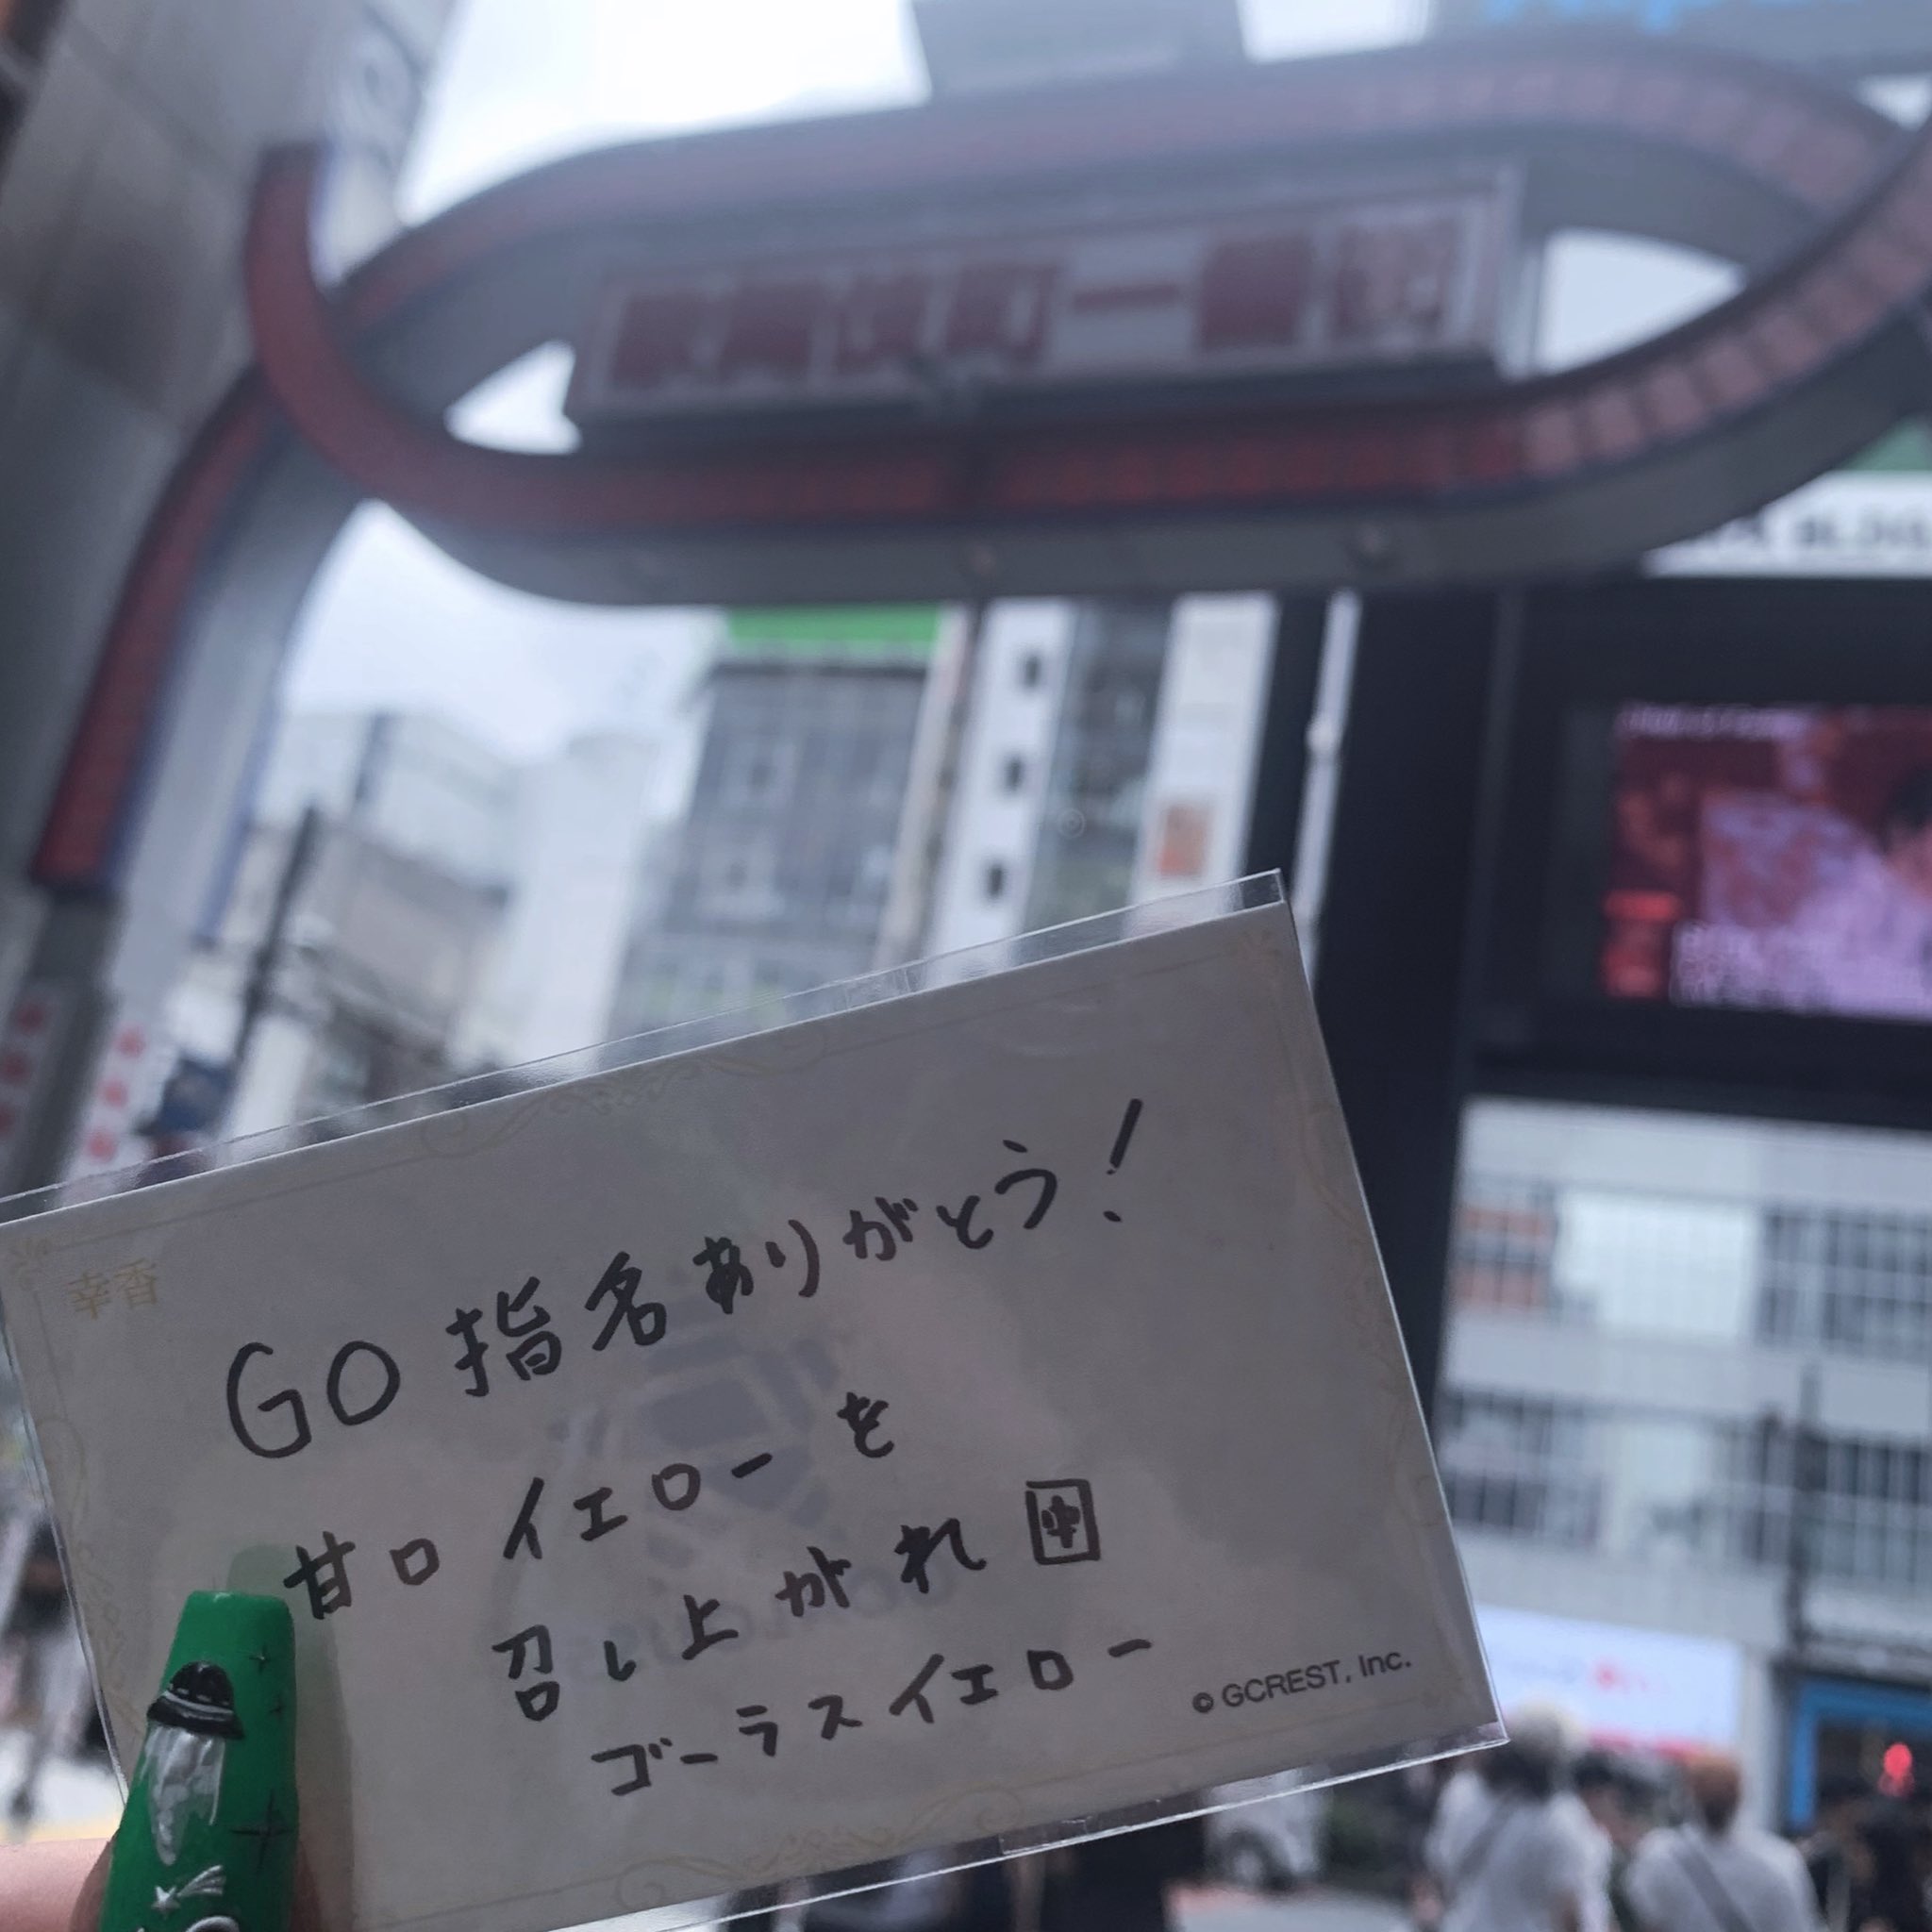 歌舞伎町一番街
幸香
GO指名ありがとう!
甘口イエローを
召し上がれ 中
ゴーラスイエロー
© GCREST, Inc.